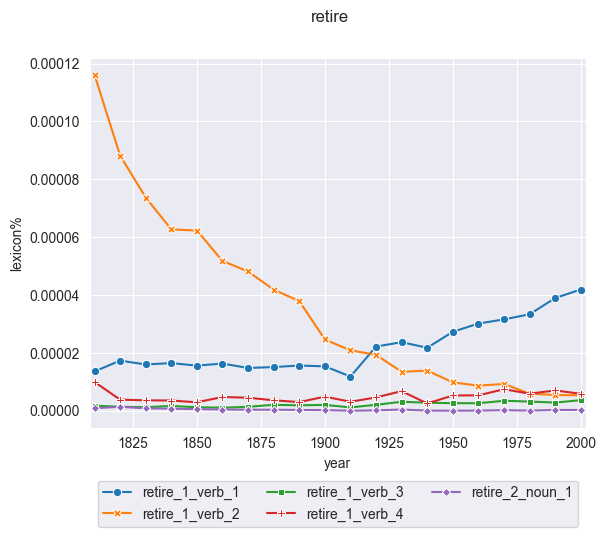 retire
0.00012
0.00010
0.00008
0.00006
0.00004
0.00002
0.00000
lexicon%
1825 1850 1875 1900 1925 1950 1975 2000
year
retire_1_verb_1 retire_1_verb_3 retire_2_noun_1
retire_1_verb_2 retire_1_verb_4